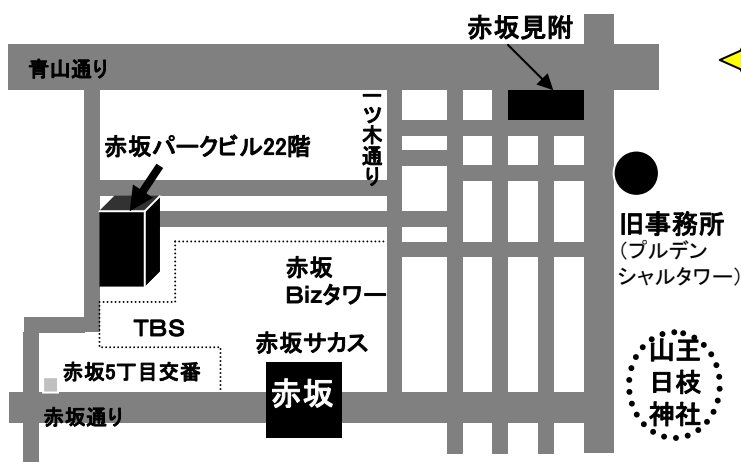 赤坂見附
青山通り
一ツ木通り
赤坂パークビル22階
旧事務所
(プルデン
シャルタワー)
赤坂
Bizタワー
TBS
赤坂サカス
山王
日枝
神社
赤坂5丁目交番
赤坂
赤坂通り